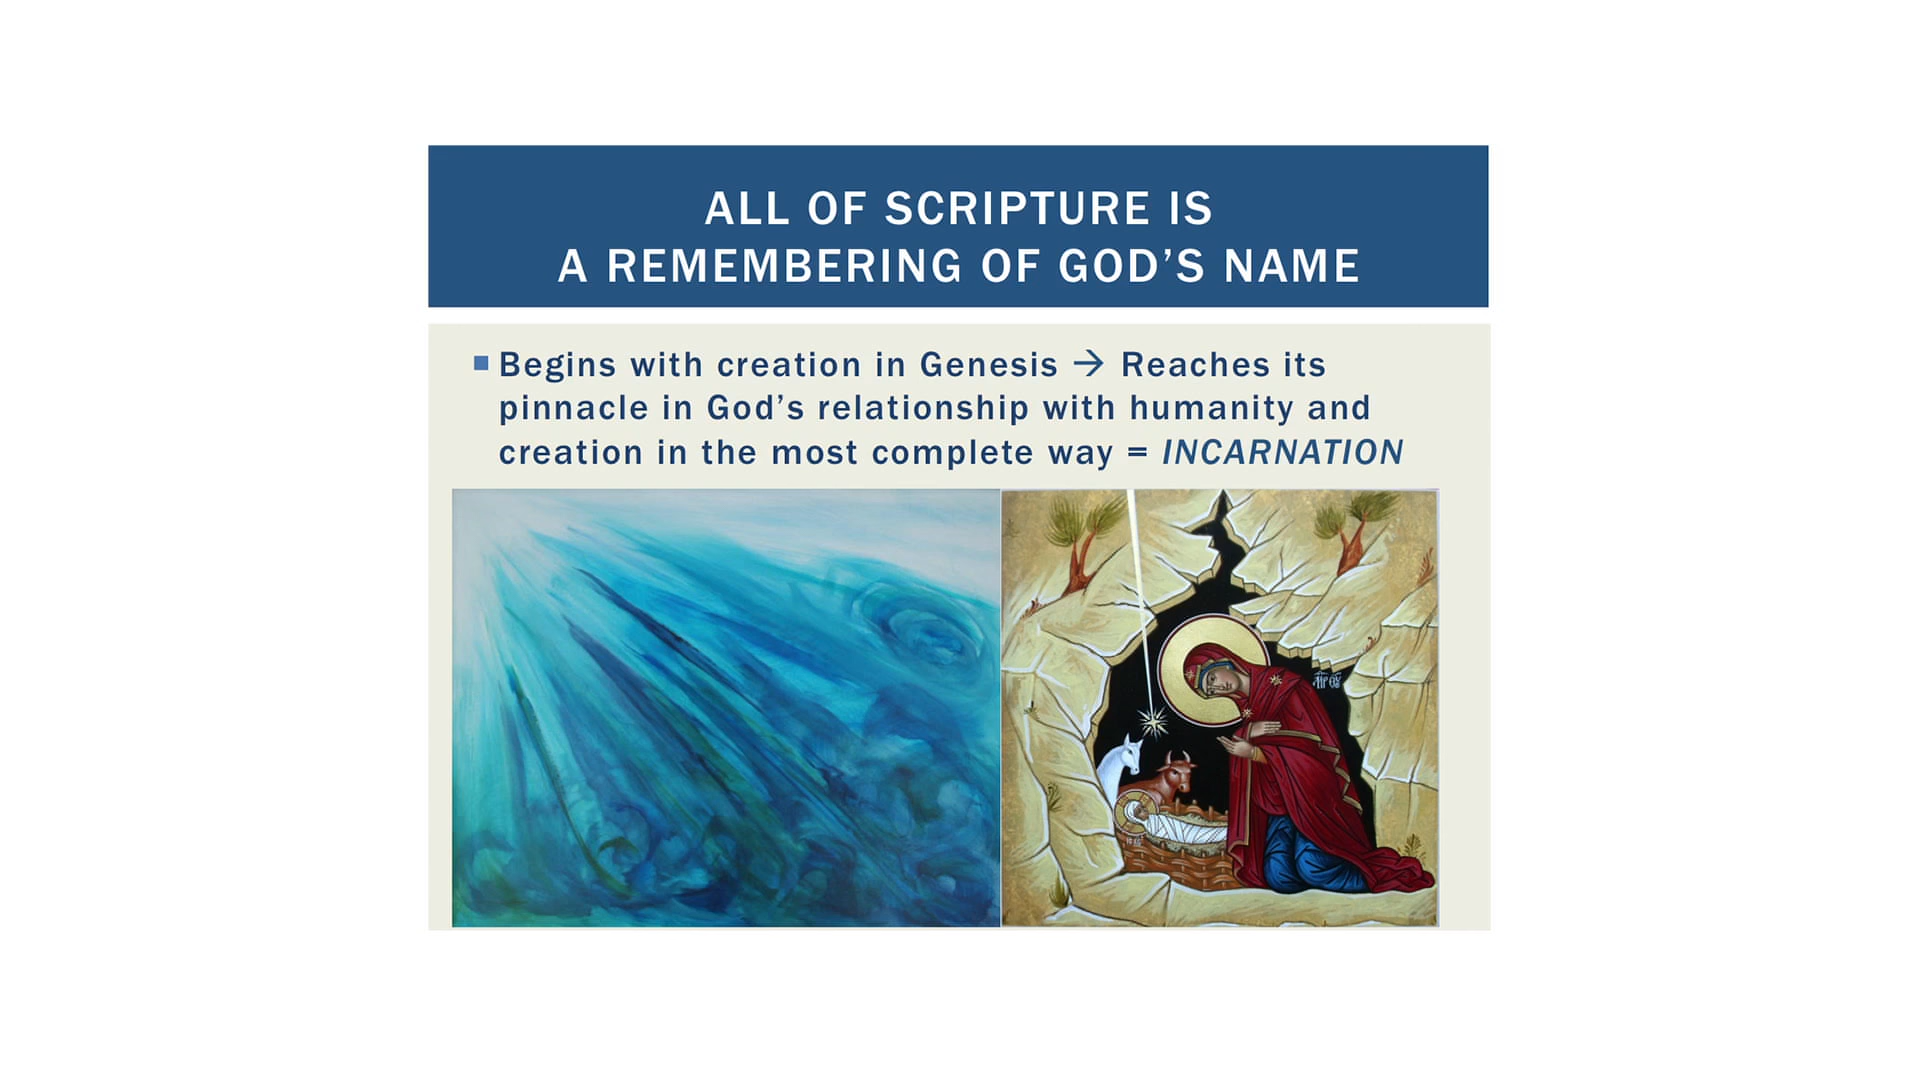 ALL OF SCRIPTURE IS
A REMEMBERING OF GOD’S NAME
Begins with creation in Genesis → Reaches its
pinnacle in God’s relationship with humanity and
creation in the most complete way = INCARNATION